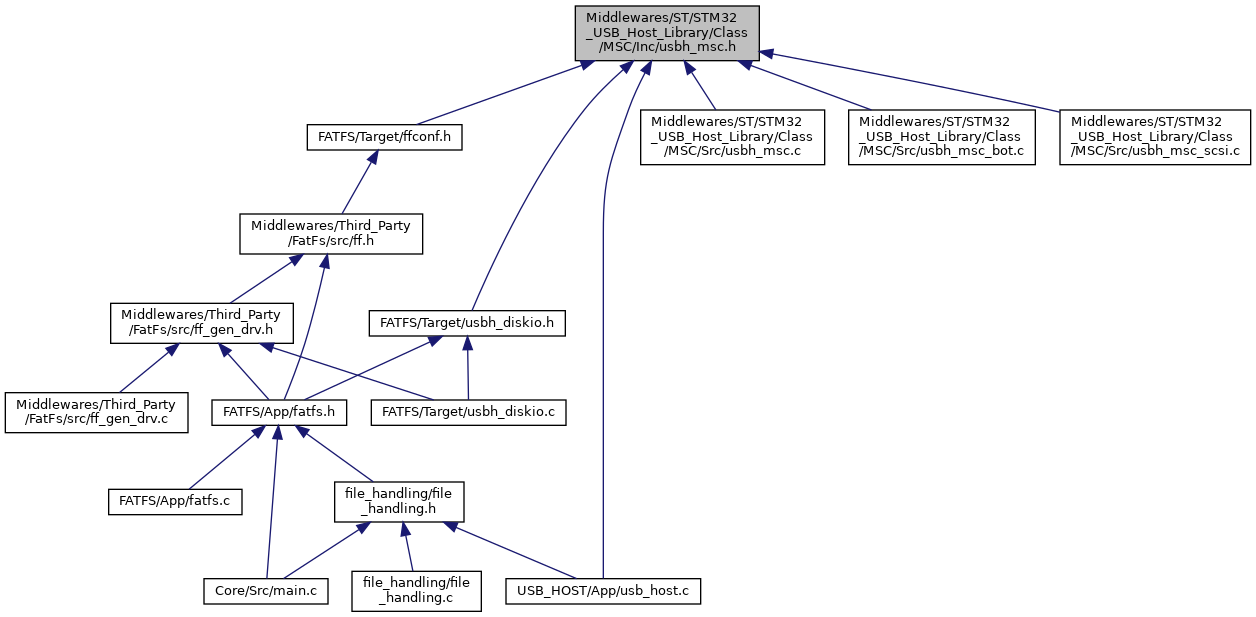 Middlewares/ST/STM32
_USB_Host_Library/Class
/MSC/Inc/usbh_msc.h
FATFS/Target/ffconf.h
Middlewares/ST/STM32
_USB_Host_Library/Class
/MSC/Src/usbh_msc.c
Middlewares/ST/STM32
_USB_Host_Library/Class
/MSC/Src/usbh_msc_bot.c
Middlewares/ST/STM32
_USB_Host_Library/Class
/MSC/Src/usbh_msc_scsi.c
Middlewares/Third_Party
/FatFs/src/ff.h
Middlewares/Third_Party
/FatFs/src/ff_gen_drv.h
FATFS/Target/usbh_diskio.h
Middlewares/Third_Party
/FatFs/src/ff_gen_drv.c
FATFS/App/fatfs.h
FATFS/Target/usbh_diskio.c
FATFS/App/fatfs.c
file_handling/file
_handling.h
Core/Src/main.c
file_handling/file
_handling.c
USB_HOST/App/usb_host.c